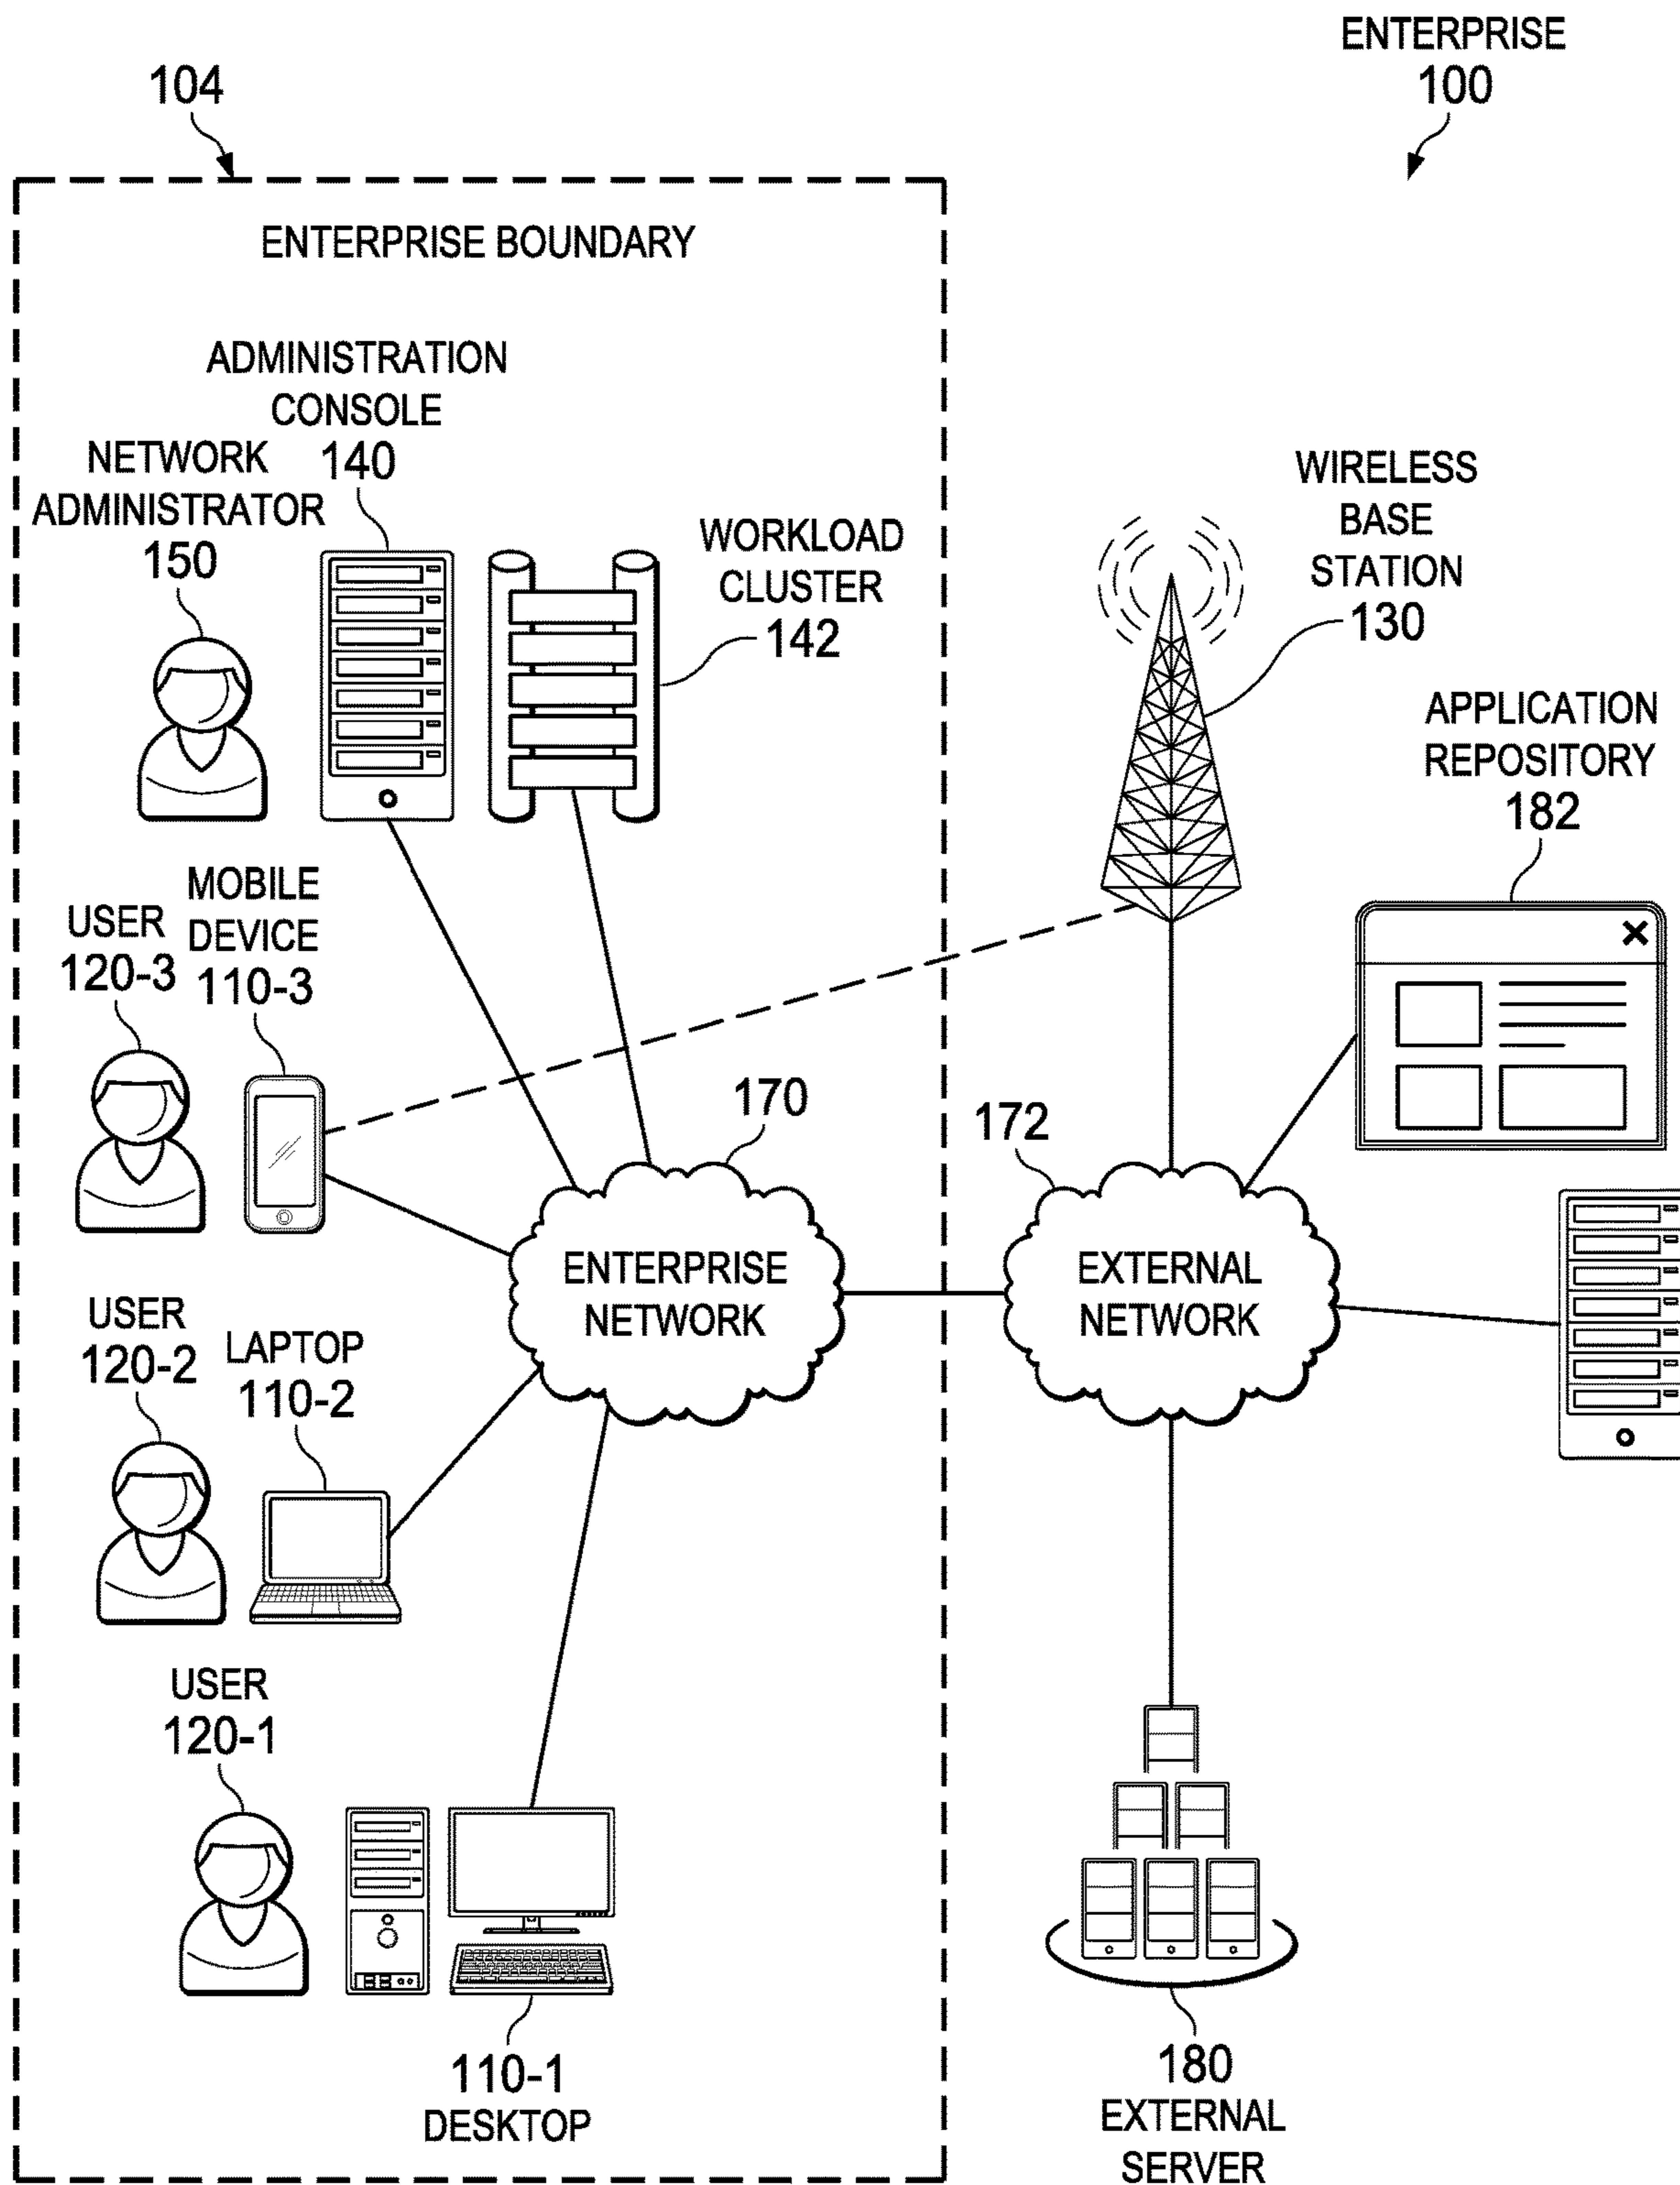 ENTERPRISE
100
104
ENTERPRISE BOUNDARY
ADMINISTRATION
CONSOLE
140
NETWORK
ADMINISTRATOR
150
WORKLOAD
CLUSTER
142
WIRELESS
BASE
STATION
130
APPLICATION
REPOSITORY
182
USER
120-3
MOBILE
DEVICE
110-3
170
172
ENTERPRISE
NETWORK
EXTERNAL
NETWORK
USER
120-2
LAPTOP
110-2
USER
120-1
110-1
DESKTOP
180
EXTERNAL
SERVER